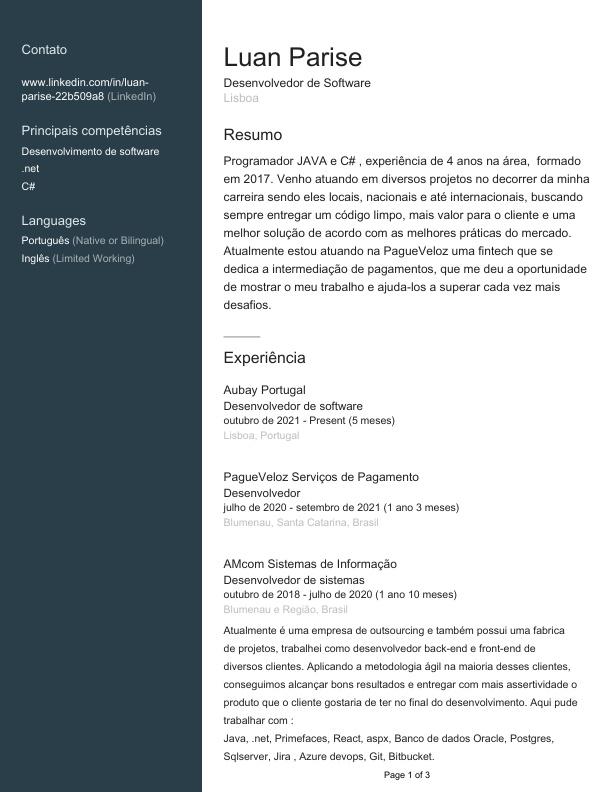 Contato
www.linkedin.com/in/luan-
parise-22b509a8 (LinkedIn)
Principais competências
Desenvolvimento de software
.net
C#
Languages
Português (Native or Bilingual)
Inglês (Limited Working)
Luan Parise
Desenvolvedor de Software
Lisboa
Resumo
Programador JAVA e C# , experiência de 4 anos na área,  formado
em 2017. Venho atuando em diversos projetos no decorrer da minha
carreira sendo eles locais, nacionais e até internacionais, buscando
sempre entregar um código limpo, mais valor para o cliente e uma
melhor solução de acordo com as melhores práticas do mercado.
Atualmente estou atuando na PagueVeloz uma fintech que se
dedica a intermediação de pagamentos, que me deu a oportunidade
de mostrar o meu trabalho e ajuda-los a superar cada vez mais
desafios.
Experiência
Aubay Portugal
Desenvolvedor de software
outubro de 2021 - Present (5 meses)
Lisboa, Portugal
PagueVeloz Serviços de Pagamento
Desenvolvedor
julho de 2020 - setembro de 2021 (1 ano 3 meses)
Blumenau, Santa Catarina, Brasil
AMcom Sistemas de Informação
Desenvolvedor de sistemas
outubro de 2018 - julho de 2020 (1 ano 10 meses)
Blumenau e Região, Brasil
Atualmente é uma empresa de outsourcing e também possui uma fabrica
de projetos, trabalhei como desenvolvedor back-end e front-end de
diversos clientes. Aplicando a metodologia ágil na maioria desses clientes,
conseguimos alcançar bons resultados e entregar com mais assertividade o
produto que o cliente gostaria de ter no final do desenvolvimento. Aqui pude
trabalhar com :
Java, .net, Primefaces, React, aspx, Banco de dados Oracle, Postgres,
Sqlserver, Jira , Azure devops, Git, Bitbucket.
Page 1 of 3